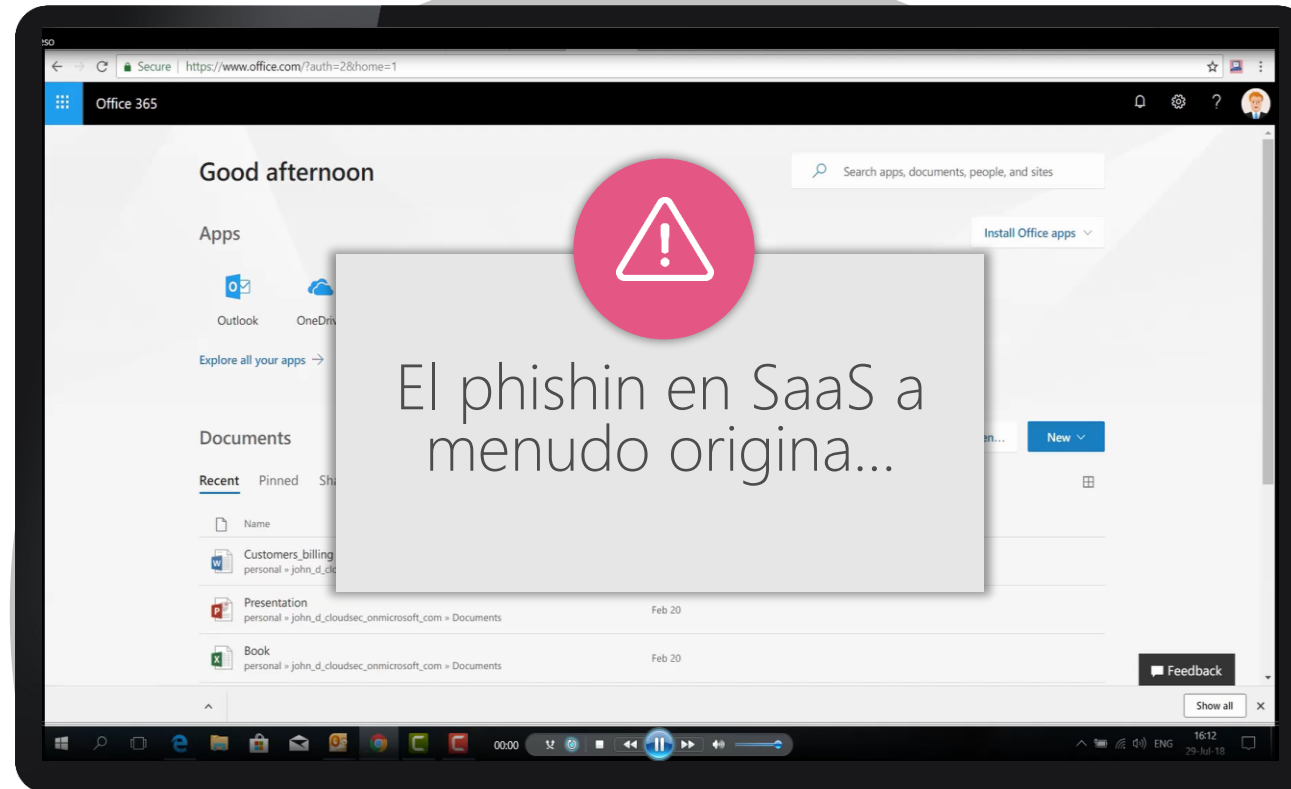 eso
Secure | https://www.office.com/?auth=2&home=1
Office 365
?
Good afternoon
Search apps, documents, people, and sites
Apps
Install Office apps
Outlook
Explore all your apps →
El phishin en SaaS a
menudo origina...
Documents
New
Recent Pinned
Name
Customers_billing
Presentation
personal » john_d_cloudsec_onmicrosoft_com » Documents
Feb 20
Book
personal » john_d_cloudsec_onmicrosoft_com » Documents
Feb 20
Feedback
Show all
00:00
ENG
16:12
29-Jul-18